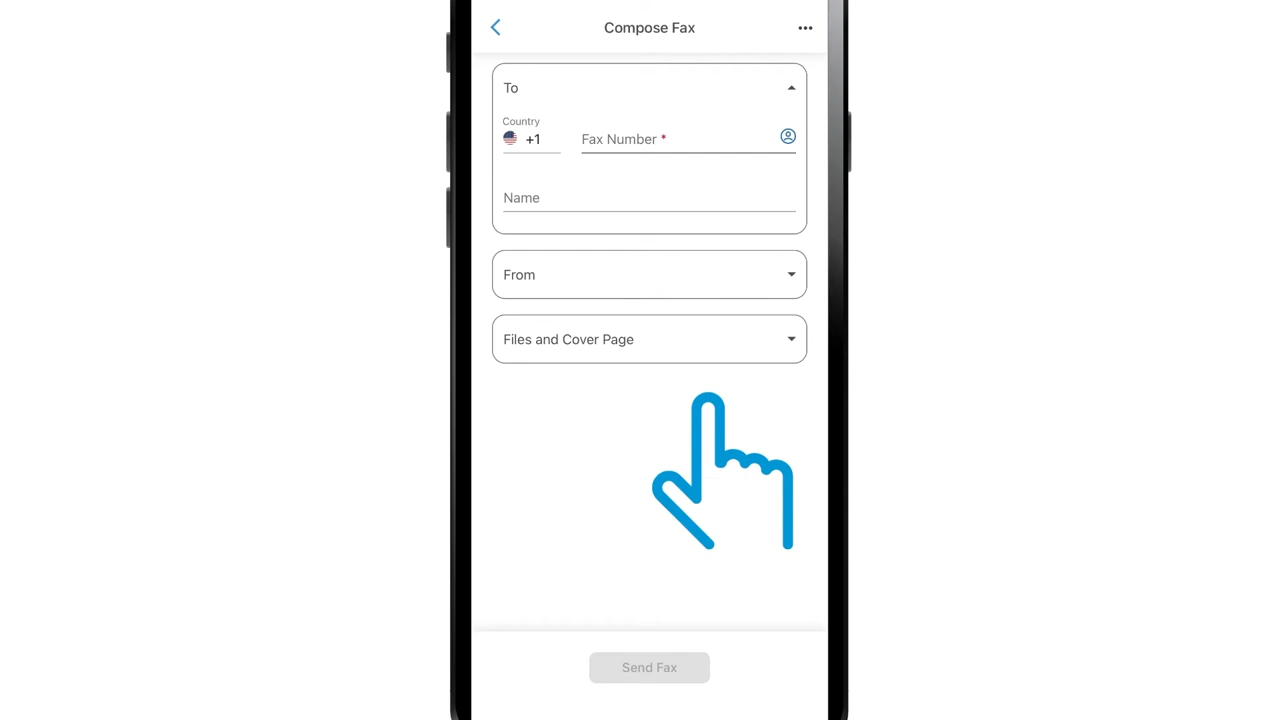 Compose Fax
To
Country
+1 Fax Number *
Name
From
Files and Cover Page
Send Fax